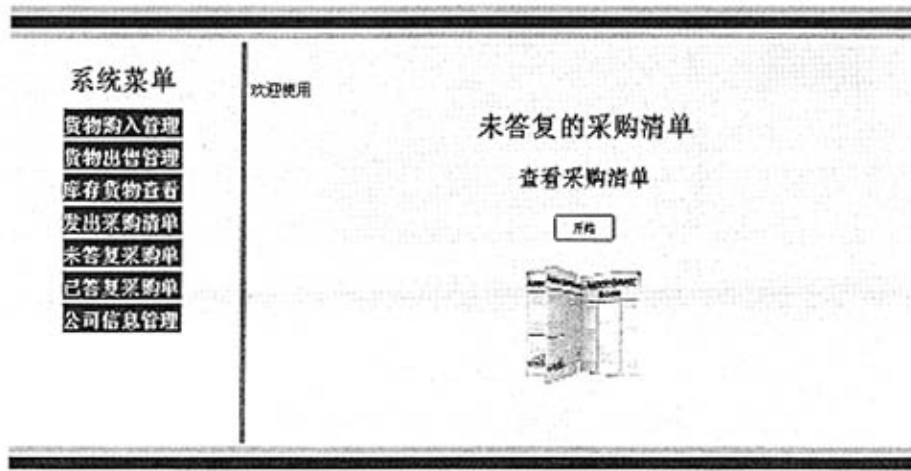 系统菜单
货物购入管理
货物出售管理
库存货物查看
发出采购清单
未答复采购单
已答复采购单
公司信息管理
欢迎使用
未答复的采购清单
查看采购清单
开始